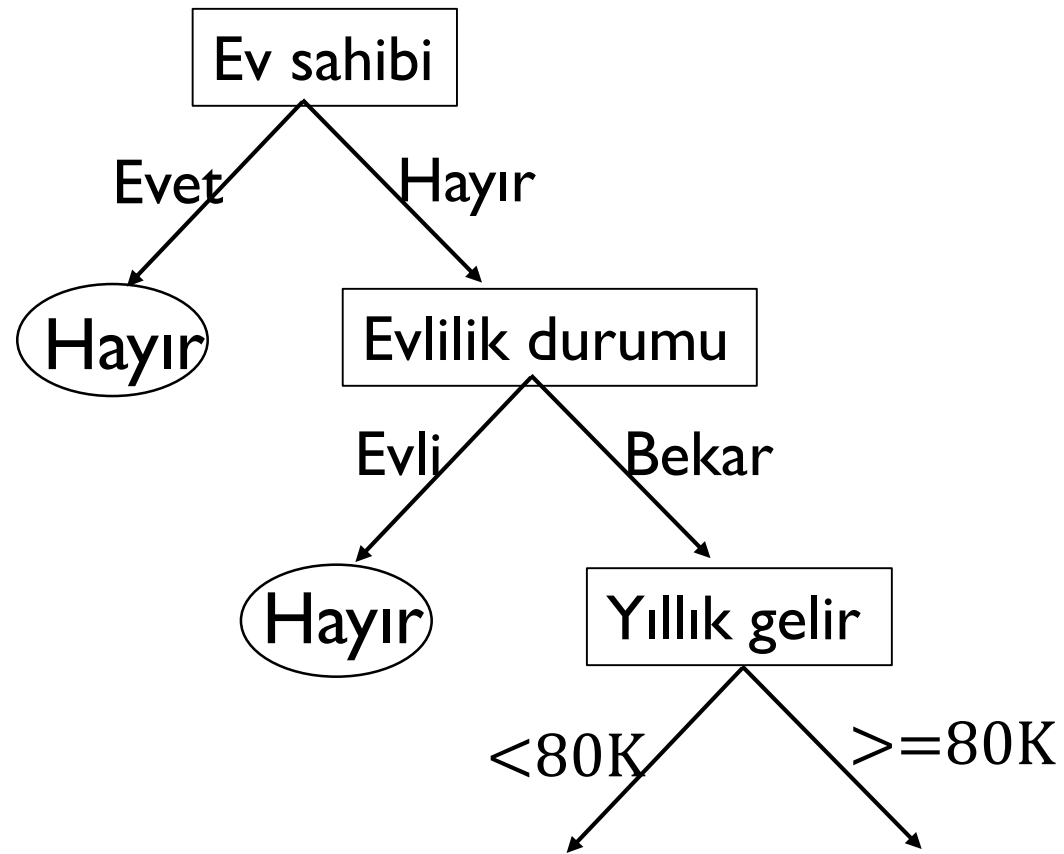 Ev sahibi
Evet
Hayır
Hayır
Evlilik durumu
Evli
Bekar
Hayır
Yıllık gelir
<80K
>=80K